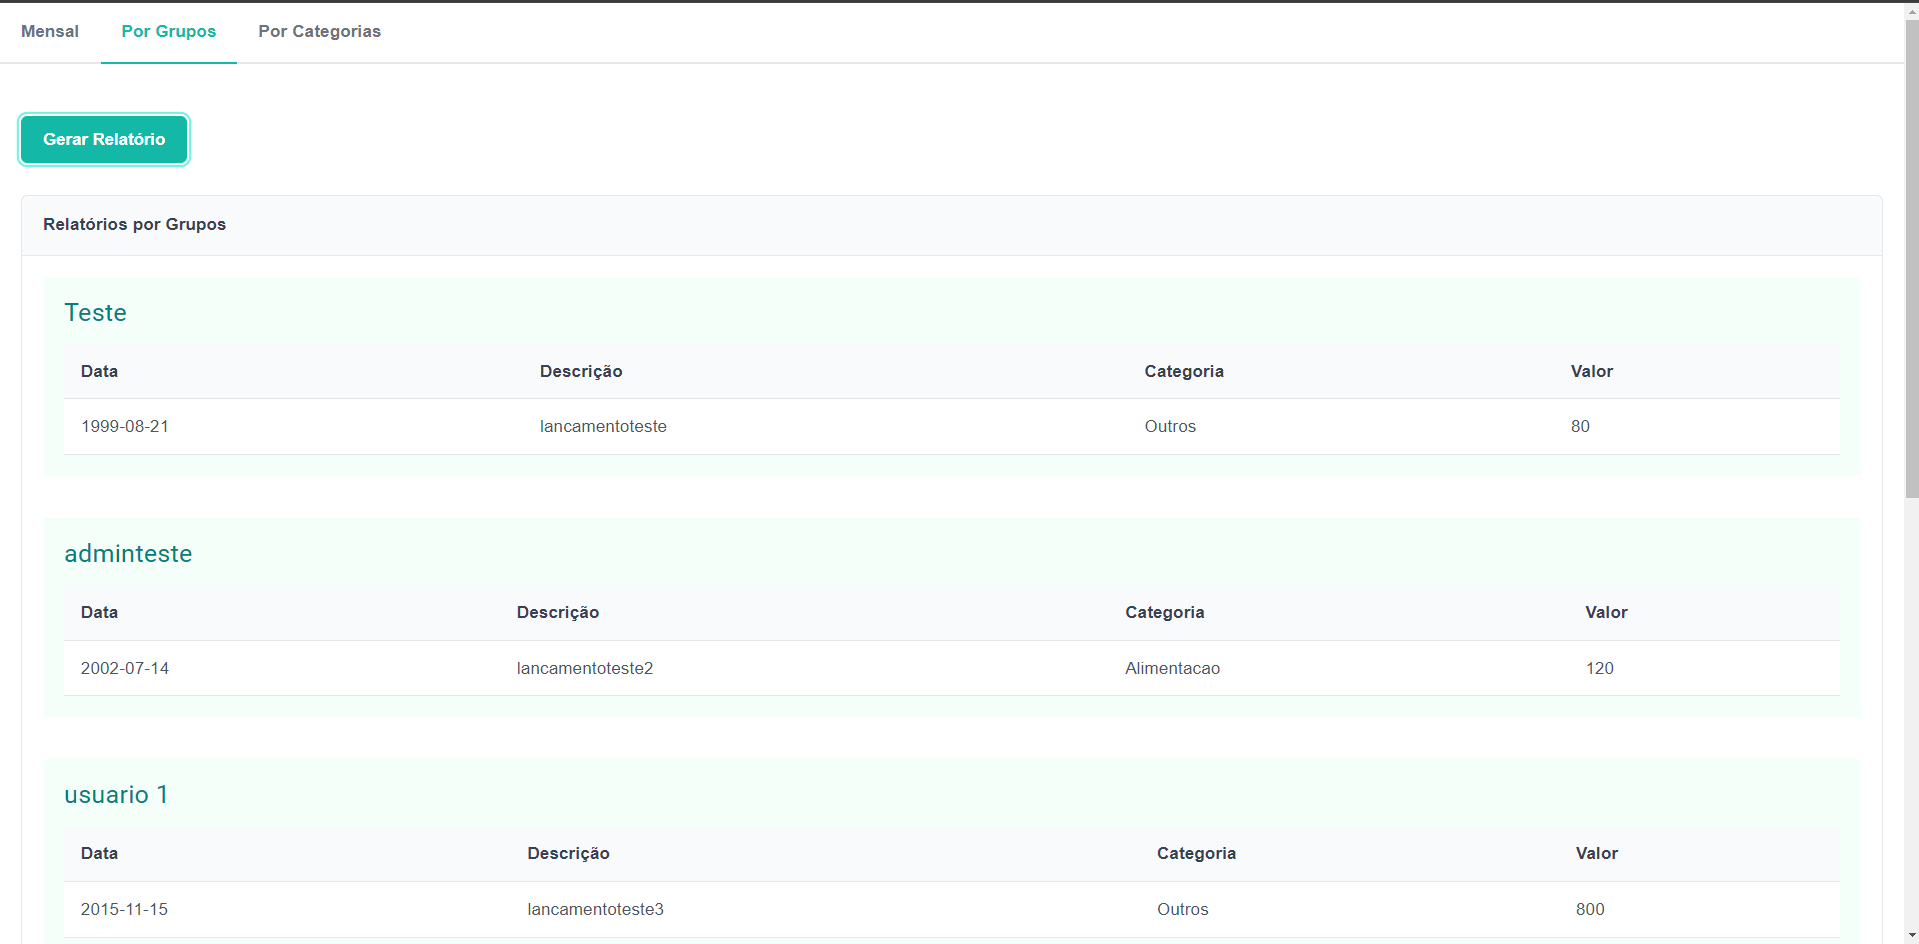 Mensal Por Grupos Por Categorias
Gerar Relatório
Relatórios por Grupos
Teste
Data Descrição Categoria Valor
1999-08-21 lancamentoteste Outros 80
adminteste
Data Descrição Categoria Valor
2002-07-14 lancamentoteste2 Alimentacao 120
usuario 1
Data Descrição Categoria Valor
2015-11-15 lancamentoteste3 Outros 800